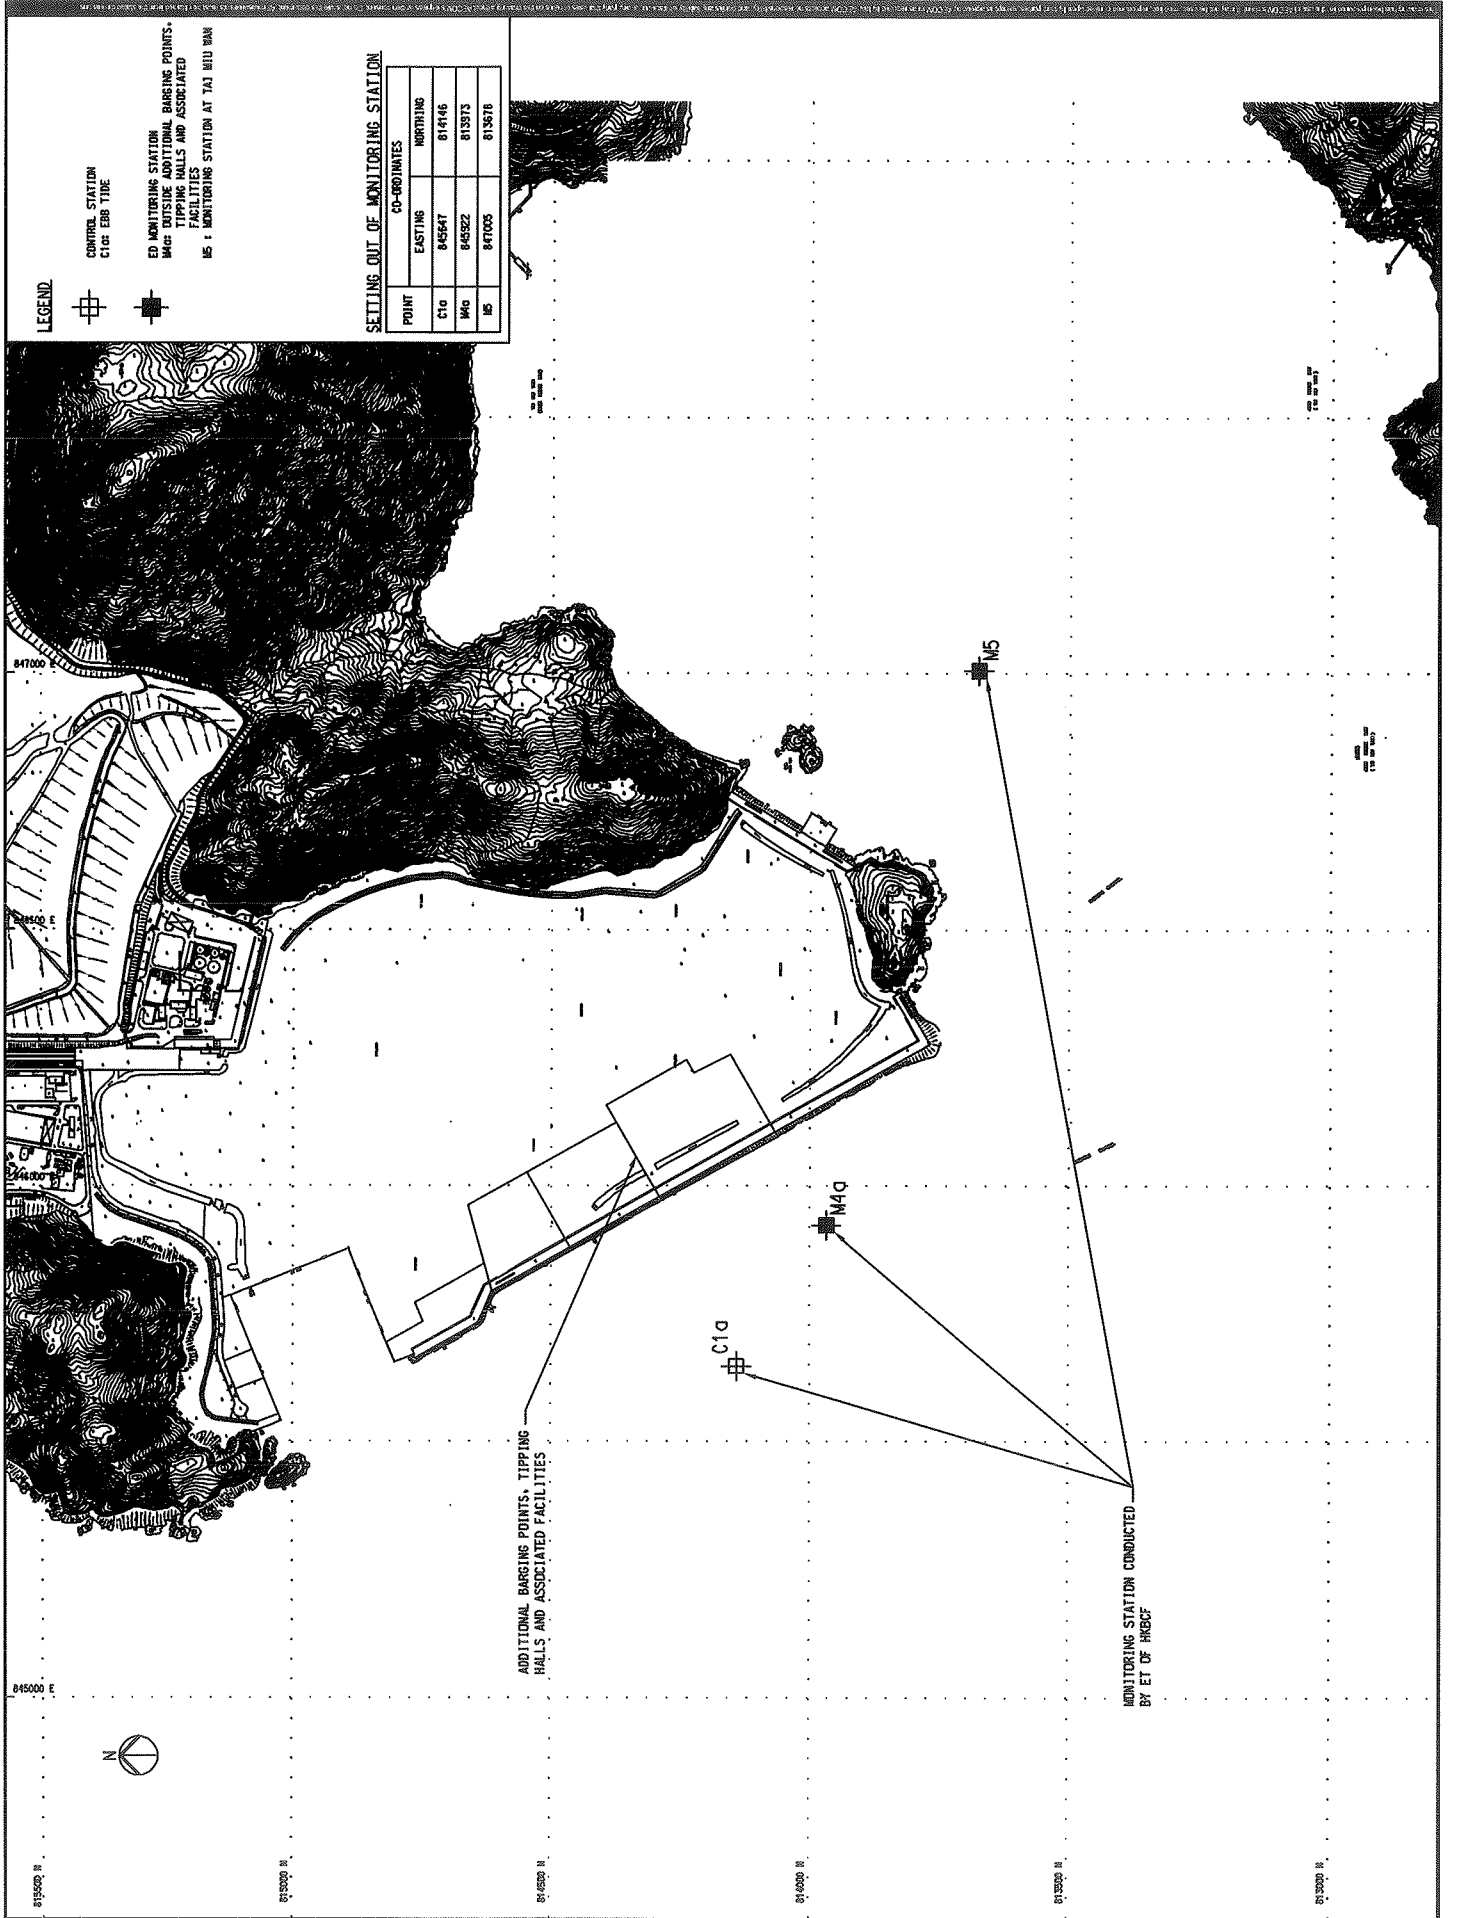 LEGEND
CONTROL STATION
C1a: EBB TIDE
ED MONITORING STATION
M4a: OUTSIDE ADDITIONAL BARGING POINTS,
TIPPING HALLS AND ASSOCIATED
FACILITIES
M5 : MONITORING STATION AT TAI MIU WAN
SETTING OUT OF MONITORING STATION
POINT
CO-ORDINATES
EASTING NORTHING
C1a 845647 814146
M4a 845922 813973
M5 847005 813678
847000 E
846500 E
846000 E
845000 E
M5
M4a
C1a
ADDITIONAL BARGING POINTS, TIPPING
HALLS AND ASSOCIATED FACILITIES
MONITORING STATION CONDUCTED
BY ET OF HKBCF
N
815500 N
815000 N
814500 N
814000 N
813500 N
813000 N